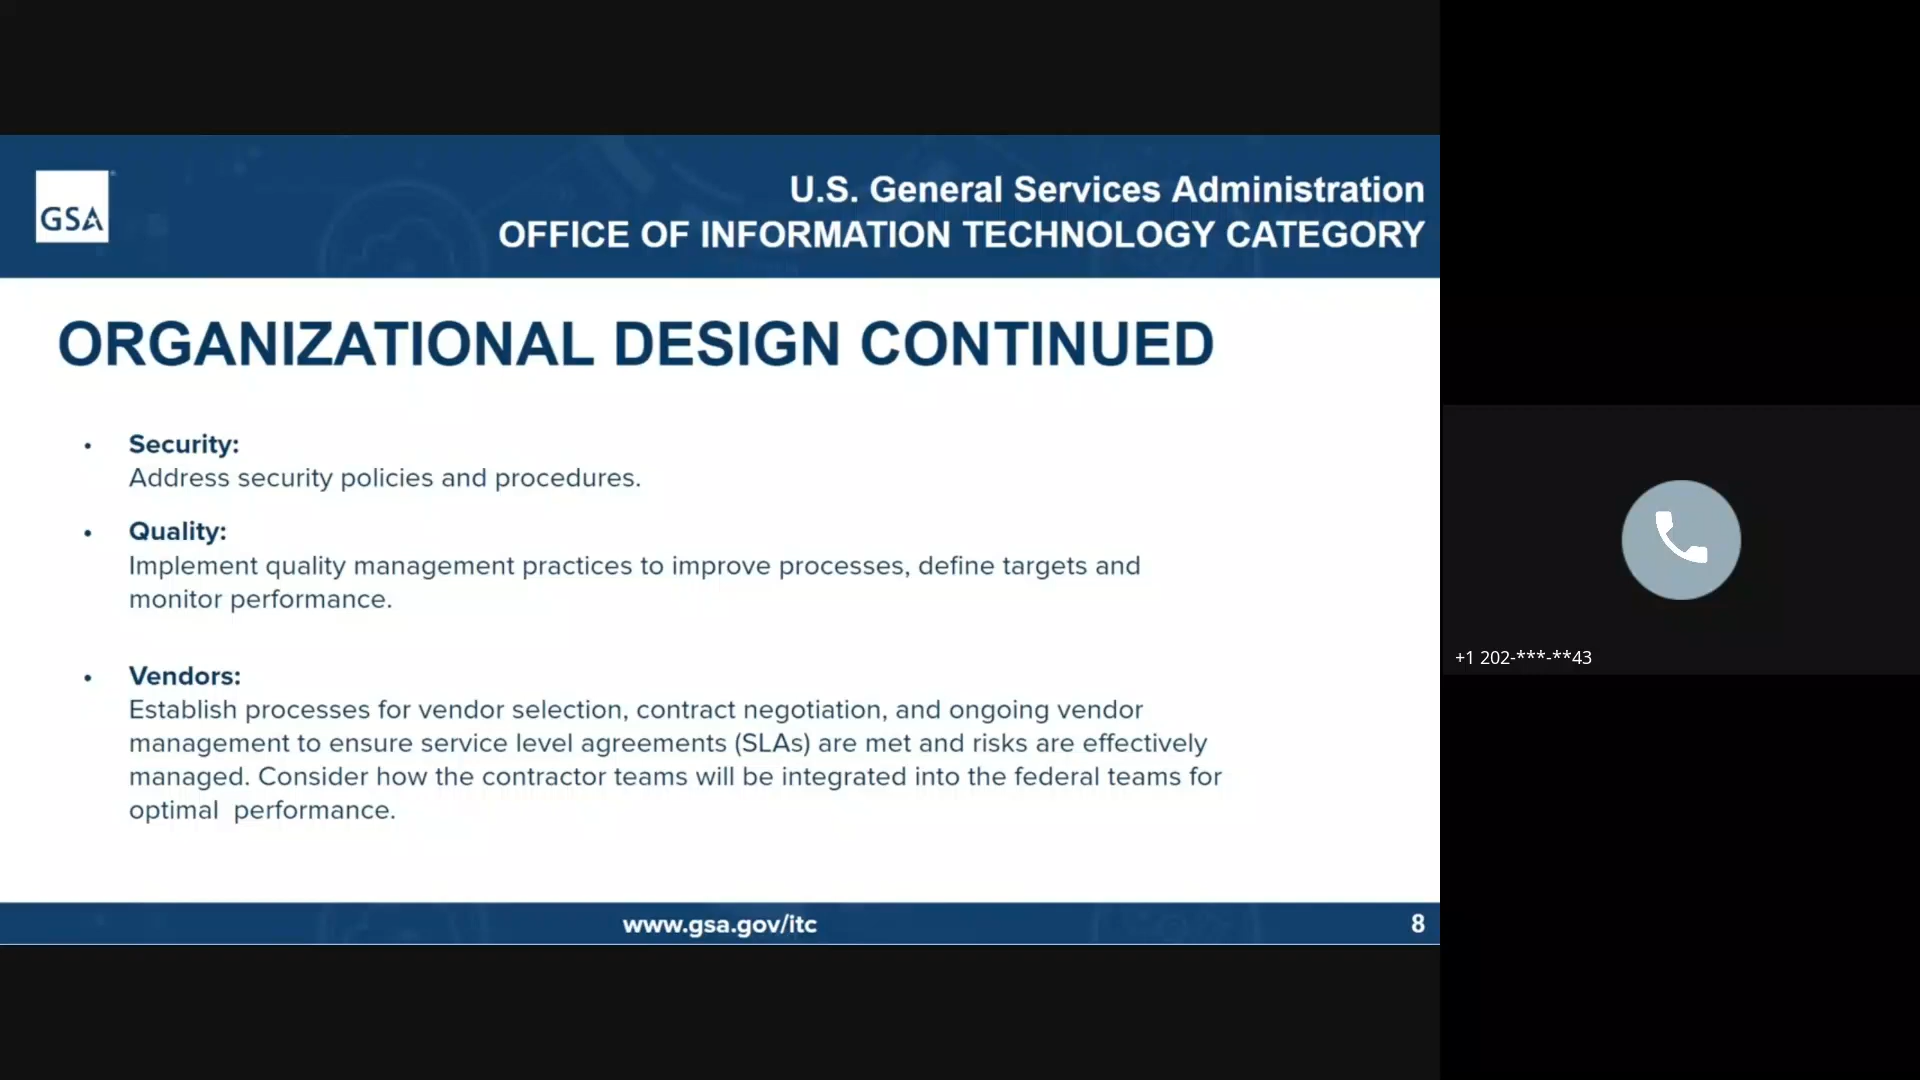 GSA
U.S. General Services Administration
OFFICE OF INFORMATION TECHNOLOGY CATEGORY
ORGANIZATIONAL DESIGN CONTINUED
• Security:
Address security policies and procedures.
• Quality:
Implement quality management practices to improve processes, define targets and
monitor performance.
• Vendors:
Establish processes for vendor selection, contract negotiation, and ongoing vendor
management to ensure service level agreements (SLAs) are met and risks are effectively
managed. Consider how the contractor teams will be integrated into the federal teams for
optimal  performance.
www.gsa.gov/itc
8
+1 202-***-**43